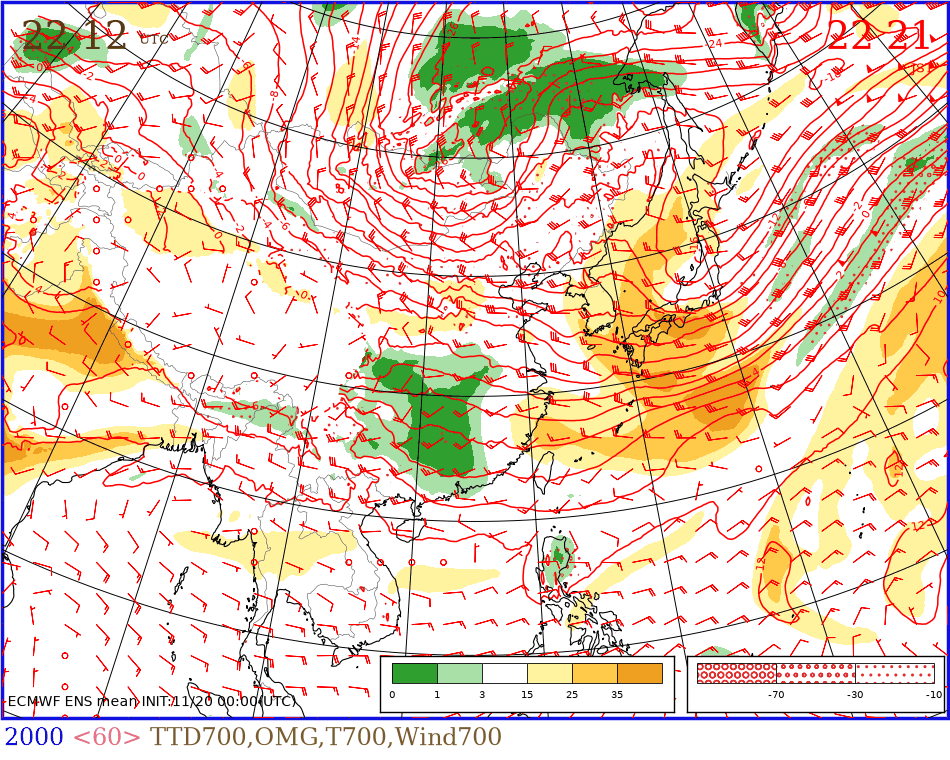 22 12 UTC
22 21
(JST)
ECMWF ENS mean INIT:11/20 00:00(UTC)
0 1 3 15 25 35
-70 -30 -10
2000 <60> TTD700,OMG,T700,Wind700